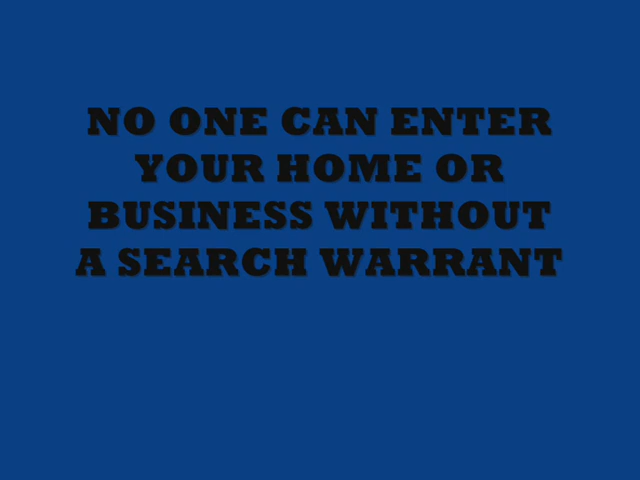 NO ONE CAN ENTER
YOUR HOME OR
BUSINESS WITHOUT
A SEARCH WARRANT